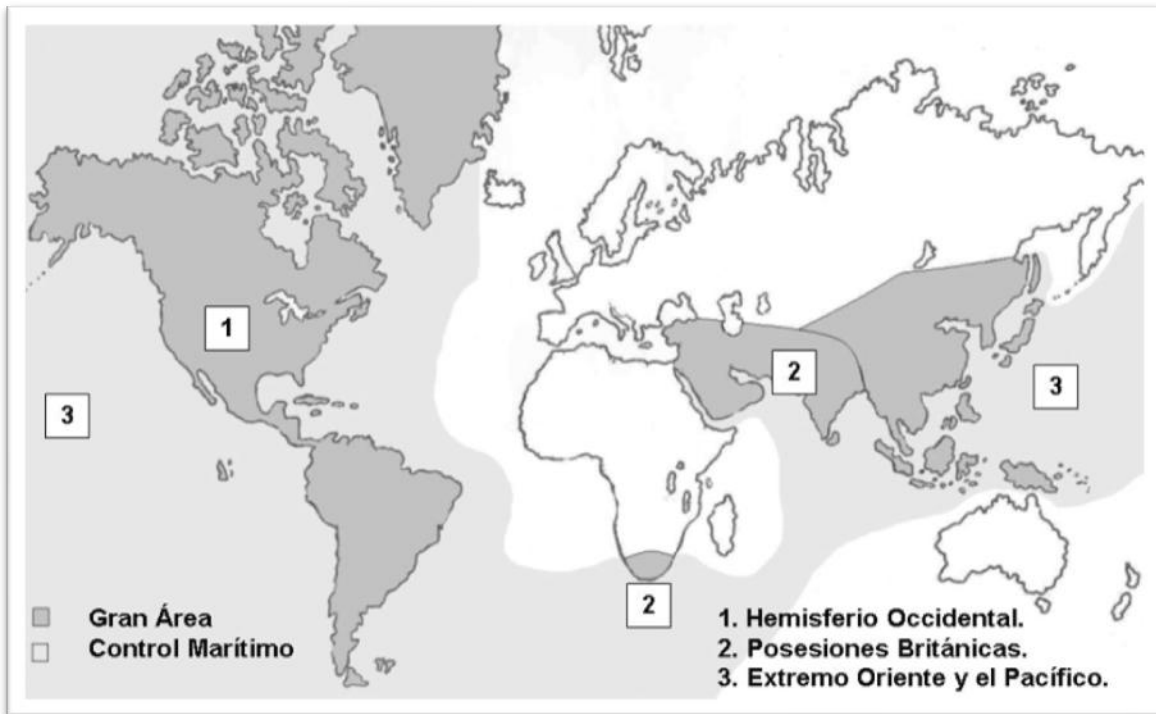 1
2
3
3
2
Gran Área
Control Marítimo
1. Hemisferio Occidental.
2. Posesiones Británicas.
3. Extremo Oriente y el Pacífico.